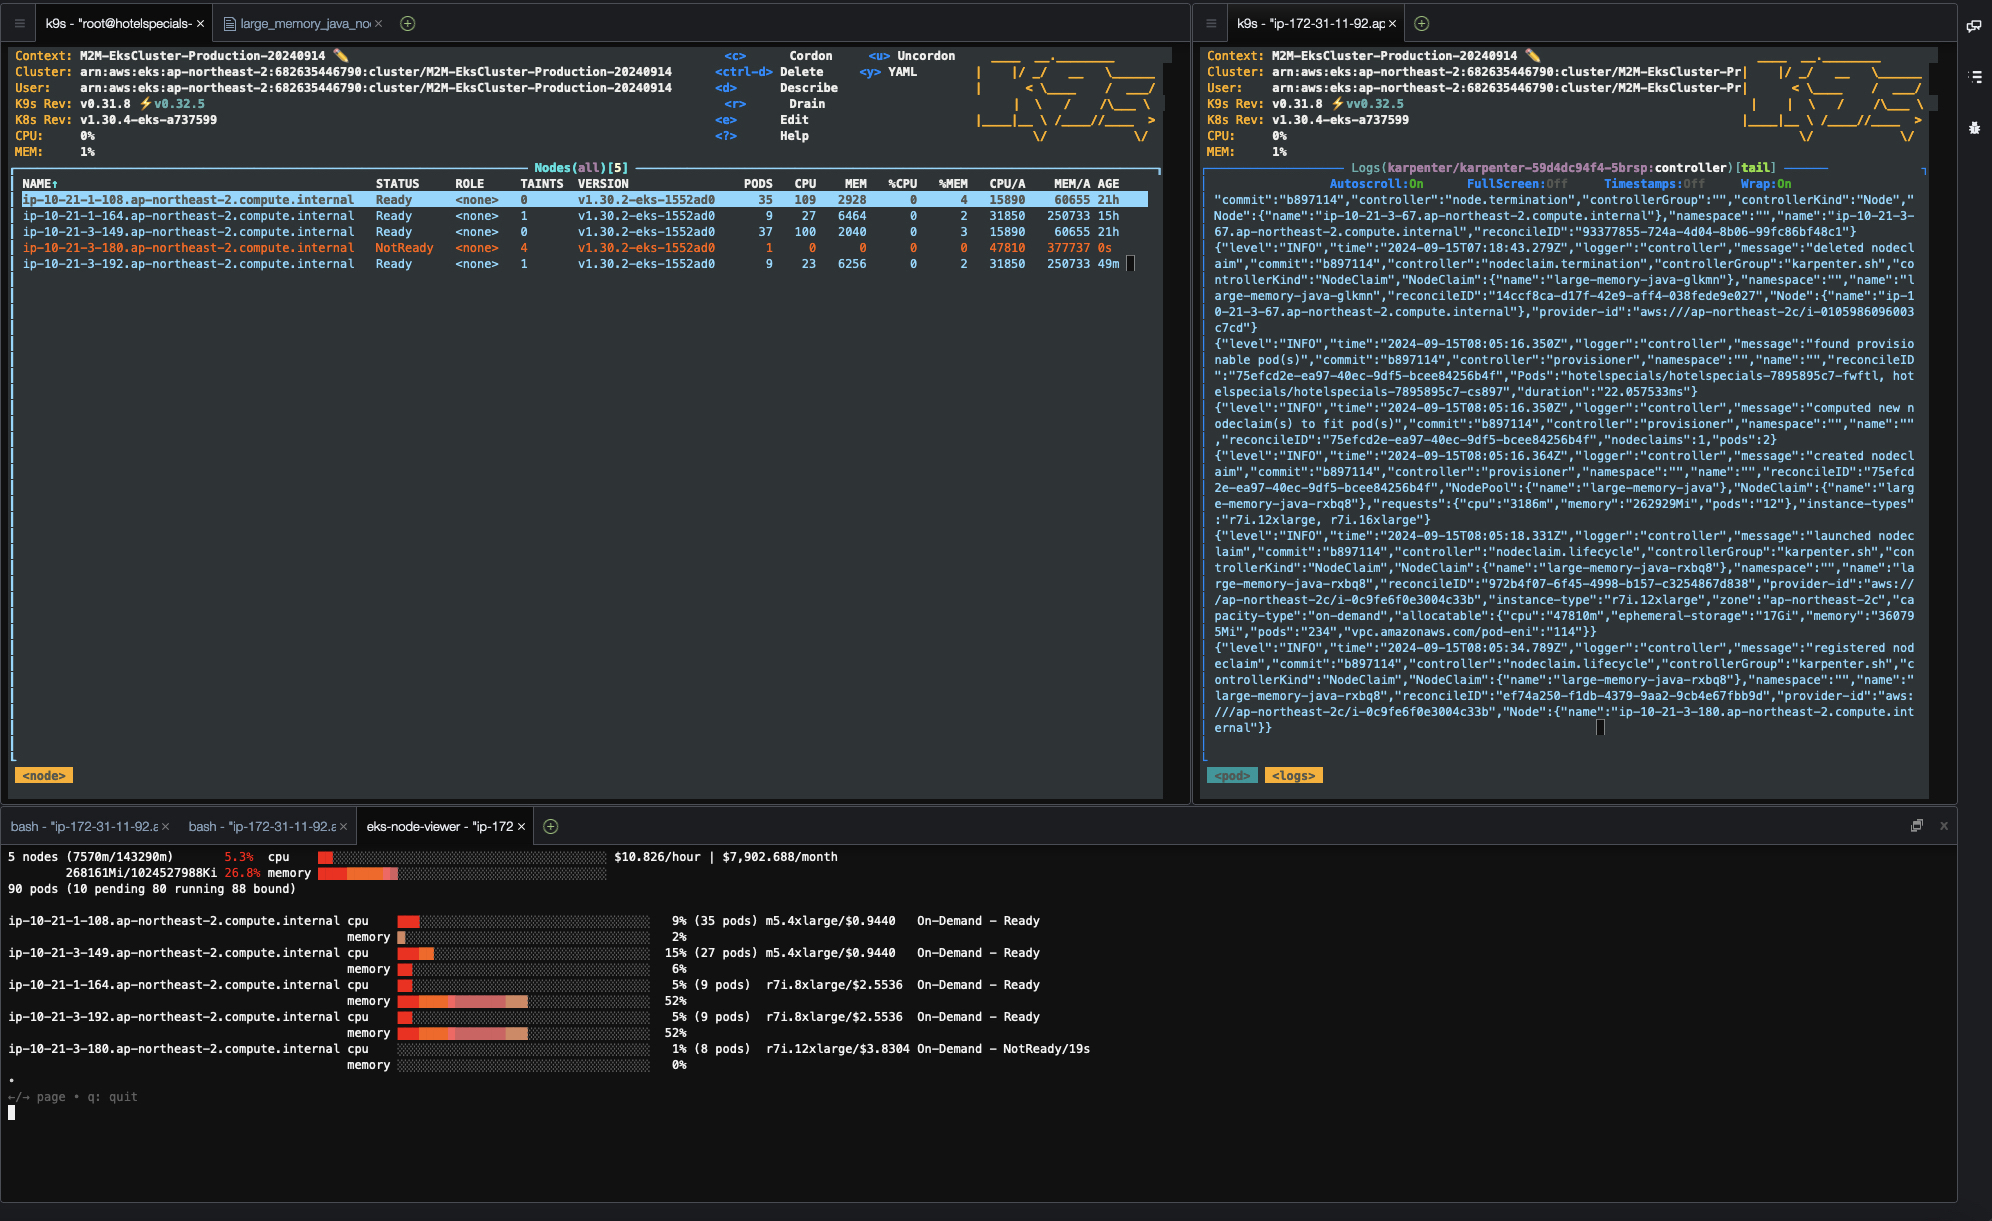 k9s - "root@hotelspecials- ×
large_memory_java_no ×
Context: M2M-EksCluster-Production-20240914
Cluster: arn:aws:eks:ap-northeast-2:682635446790:cluster/M2M-EksCluster-Production-20240914
User: arn:aws:eks:ap-northeast-2:682635446790:cluster/M2M-EksCluster-Production-20240914
K9s Rev: v0.31.8 ⚡v0.32.5
K8s Rev: v1.30.4-eks-a737599
CPU: 0%
MEM: 1%
<c> Cordon <u> Uncordon
<ctrl-d> Delete <y> YAML
<d> Describe
<r> Drain
<e> Edit
<?> Help
Nodes(all)[5]
NAME↑ STATUS ROLE TAINTS VERSION PODS CPU MEM %CPU %MEM CPU/A MEM/A AGE
ip-10-21-1-108.ap-northeast-2.compute.internal Ready <none> 0 v1.30.2-eks-1552ad0 35 109 2928 0 4 15890 60655 21h
ip-10-21-1-164.ap-northeast-2.compute.internal Ready <none> 1 v1.30.2-eks-1552ad0 9 27 6464 0 2 31850 250733 15h
ip-10-21-3-149.ap-northeast-2.compute.internal Ready <none> 0 v1.30.2-eks-1552ad0 37 100 2040 0 3 15890 60655 21h
ip-10-21-3-180.ap-northeast-2.compute.internal NotReady <none> 4 v1.30.2-eks-1552ad0 1 0 0 0 0 47810 377737 0s
ip-10-21-3-192.ap-northeast-2.compute.internal Ready <none> 1 v1.30.2-eks-1552ad0 9 23 6256 0 2 31850 250733 49m
<node>
k9s - "ip-172-31-11-92.ap ×
Context: M2M-EksCluster-Production-20240914
Cluster: arn:aws:eks:ap-northeast-2:682635446790:cluster/M2M-EksCluster-Pr
User: arn:aws:eks:ap-northeast-2:682635446790:cluster/M2M-EksCluster-Pr
K9s Rev: v0.31.8 ⚡vv0.32.5
K8s Rev: v1.30.4-eks-a737599
CPU: 0%
MEM: 1%
Logs(karpenter/karpenter-59d4dc94f4-5brsp:controller)[tail]
Autoscroll:On FullScreen:Off Timestamps:Off Wrap:On
"commit":"b897114","controller":"node.termination","controllerGroup":"","controllerKind":"Node","
Node":{"name":"ip-10-21-3-67.ap-northeast-2.compute.internal"},"namespace":"","name":"ip-10-21-3-
67.ap-northeast-2.compute.internal","reconcileID":"93377855-724a-4d04-8b06-99fc86bf48c1"}
{"level":"INFO","time":"2024-09-15T07:18:43.279Z","logger":"controller","message":"deleted nodecl
aim","commit":"b897114","controller":"nodeclaim.termination","controllerGroup":"karpenter.sh","co
ntrollerKind":"NodeClaim","NodeClaim":{"name":"large-memory-java-glkmn"},"namespace":"","name":"l
arge-memory-java-glkmn","reconcileID":"14ccf8ca-d17f-42e9-aff4-038fede9e027","Node":{"name":"ip-1
0-21-3-67.ap-northeast-2.compute.internal"},"provider-id":"aws:///ap-northeast-2c/i-0105986096003
c7cd"}
{"level":"INFO","time":"2024-09-15T08:05:16.350Z","logger":"controller","message":"found provisio
nable pod(s)","commit":"b897114","controller":"provisioner","namespace":"","name":"","reconcileID
":"75efcd2e-ea97-40ec-9df5-bcee84256b4f","Pods":"hotelspecials/hotelspecials-7895895c7-fwftl, hot
elspecials/hotelspecials-7895895c7-cs897","duration":"22.057533ms"}
{"level":"INFO","time":"2024-09-15T08:05:16.350Z","logger":"controller","message":"computed new n
odeclaim(s) to fit pod(s)","commit":"b897114","controller":"provisioner","namespace":"","name":""
,"reconcileID":"75efcd2e-ea97-40ec-9df5-bcee84256b4f","nodeclaims":1,"pods":2}
{"level":"INFO","time":"2024-09-15T08:05:16.364Z","logger":"controller","message":"created nodecl
aim","commit":"b897114","controller":"provisioner","namespace":"","name":"","reconcileID":"75efcd
2e-ea97-40ec-9df5-bcee84256b4f","NodePool":{"name":"large-memory-java"},"NodeClaim":{"name":"larg
e-memory-java-rxbq8"},"requests":{"cpu":"3186m","memory":"262929Mi","pods":"12"},"instance-types"
:"r7i.12xlarge, r7i.16xlarge"}
{"level":"INFO","time":"2024-09-15T08:05:18.331Z","logger":"controller","message":"launched nodec
laim","commit":"b897114","controller":"nodeclaim.lifecycle","controllerGroup":"karpenter.sh","con
trollerKind":"NodeClaim","NodeClaim":{"name":"large-memory-java-rxbq8"},"namespace":"","name":"la
rge-memory-java-rxbq8","reconcileID":"972b4f07-6f45-4998-b157-c3254867d838","provider-id":"aws://
/ap-northeast-2c/i-0c9fe6f0e3004c33b","instance-type":"r7i.12xlarge","zone":"ap-northeast-2c","ca
pacity-type":"on-demand","allocatable":{"cpu":"47810m","ephemeral-storage":"17Gi","memory":"36079
5Mi","pods":"234","vpc.amazonaws.com/pod-eni":"114"}}
{"level":"INFO","time":"2024-09-15T08:05:34.789Z","logger":"controller","message":"registered nod
eclaim","commit":"b897114","controller":"nodeclaim.lifecycle","controllerGroup":"karpenter.sh","c
ontrollerKind":"NodeClaim","NodeClaim":{"name":"large-memory-java-rxbq8"},"namespace":"","name":"
large-memory-java-rxbq8","reconcileID":"ef74a250-f1db-4379-9aa2-9cb4e67fbb9d","provider-id":"aws:
///ap-northeast-2c/i-0c9fe6f0e3004c33b","Node":{"name":"ip-10-21-3-180.ap-northeast-2.compute.int
ernal"}}
<pod> <logs>
bash - "ip-172-31-11-92.a × bash - "ip-172-31-11-92.a × eks-node-viewer - "ip-172 ×
5 nodes (7570m/143290m) 5.3% cpu $10.826/hour | $7,902.688/month
268161Mi/1024527988Ki 26.8% memory
90 pods (10 pending 80 running 88 bound)
ip-10-21-1-108.ap-northeast-2.compute.internal cpu 9% (35 pods) m5.4xlarge/$0.9440 On-Demand - Ready
memory 2%
ip-10-21-3-149.ap-northeast-2.compute.internal cpu 15% (27 pods) m5.4xlarge/$0.9440 On-Demand - Ready
memory 6%
ip-10-21-1-164.ap-northeast-2.compute.internal cpu 5% (9 pods) r7i.8xlarge/$2.5536 On-Demand - Ready
memory 52%
ip-10-21-3-192.ap-northeast-2.compute.internal cpu 5% (9 pods) r7i.8xlarge/$2.5536 On-Demand - Ready
memory 52%
ip-10-21-3-180.ap-northeast-2.compute.internal cpu 1% (8 pods) r7i.12xlarge/$3.8304 On-Demand - NotReady/19s
memory 0%
•
←/→ page • q: quit